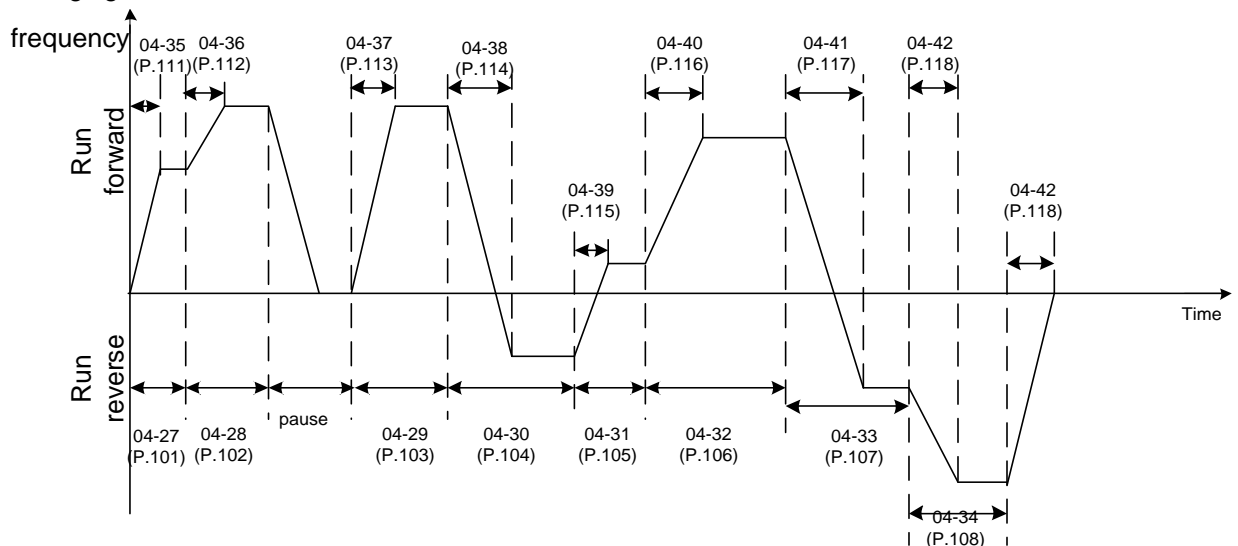 frequency
04-35
(P.111)
04-36
(P.112)
04-37
(P.113)
04-38
(P.114)
04-40
(P.116)
04-41
(P.117)
04-42
(P.118)
Run
forward
04-39
(P.115)
04-42
(P.118)
Time
Run
reverse
pause
04-27
(P.101)
04-28
(P.102)
04-29
(P.103)
04-30
(P.104)
04-31
(P.105)
04-32
(P.106)
04-33
(P.107)
04-34
(P.108)